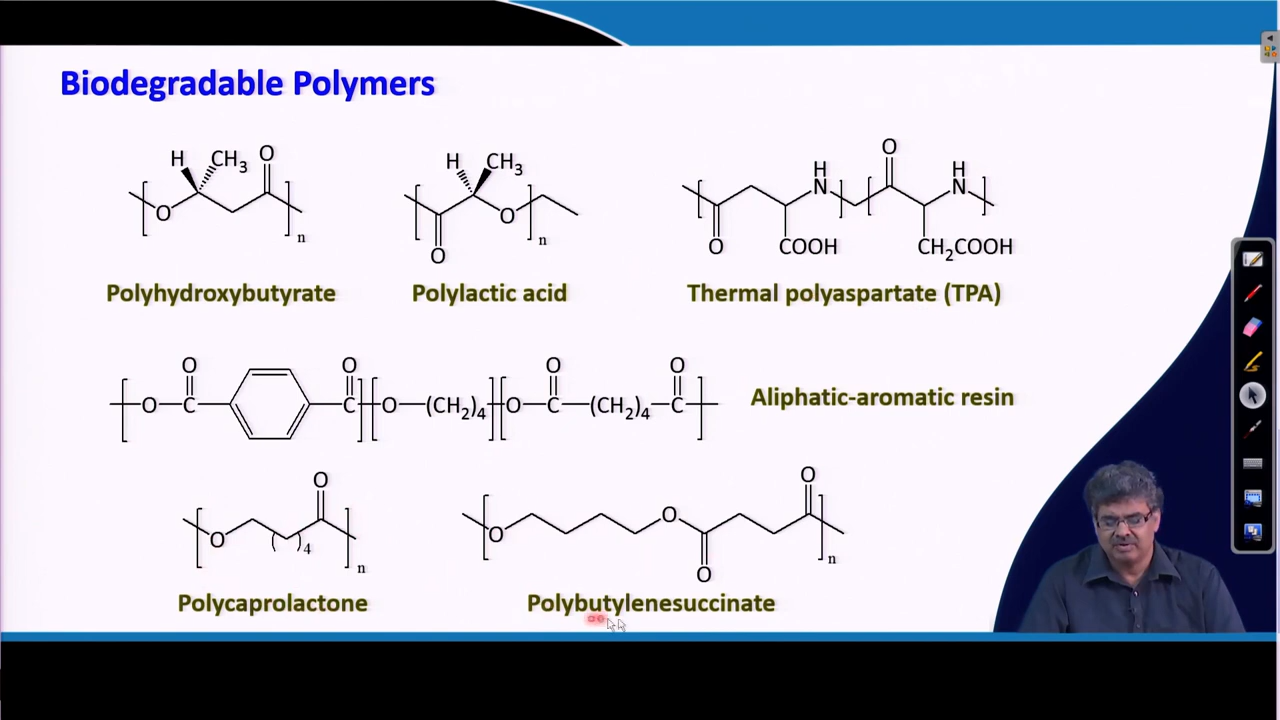 Biodegradable Polymers
H CH3 O
O
n
H CH3
O
O
n
O H H
N N
O COOH CH2COOH
Polyhydroxybutyrate
Polylactic acid
Thermal polyaspartate (TPA)
O O O O
O C C O (CH2)4 O C (CH2)4 C
Aliphatic-aromatic resin
O
O
4
n
O
O O
O
n
Polycaprolactone
Polybutylenesuccinate